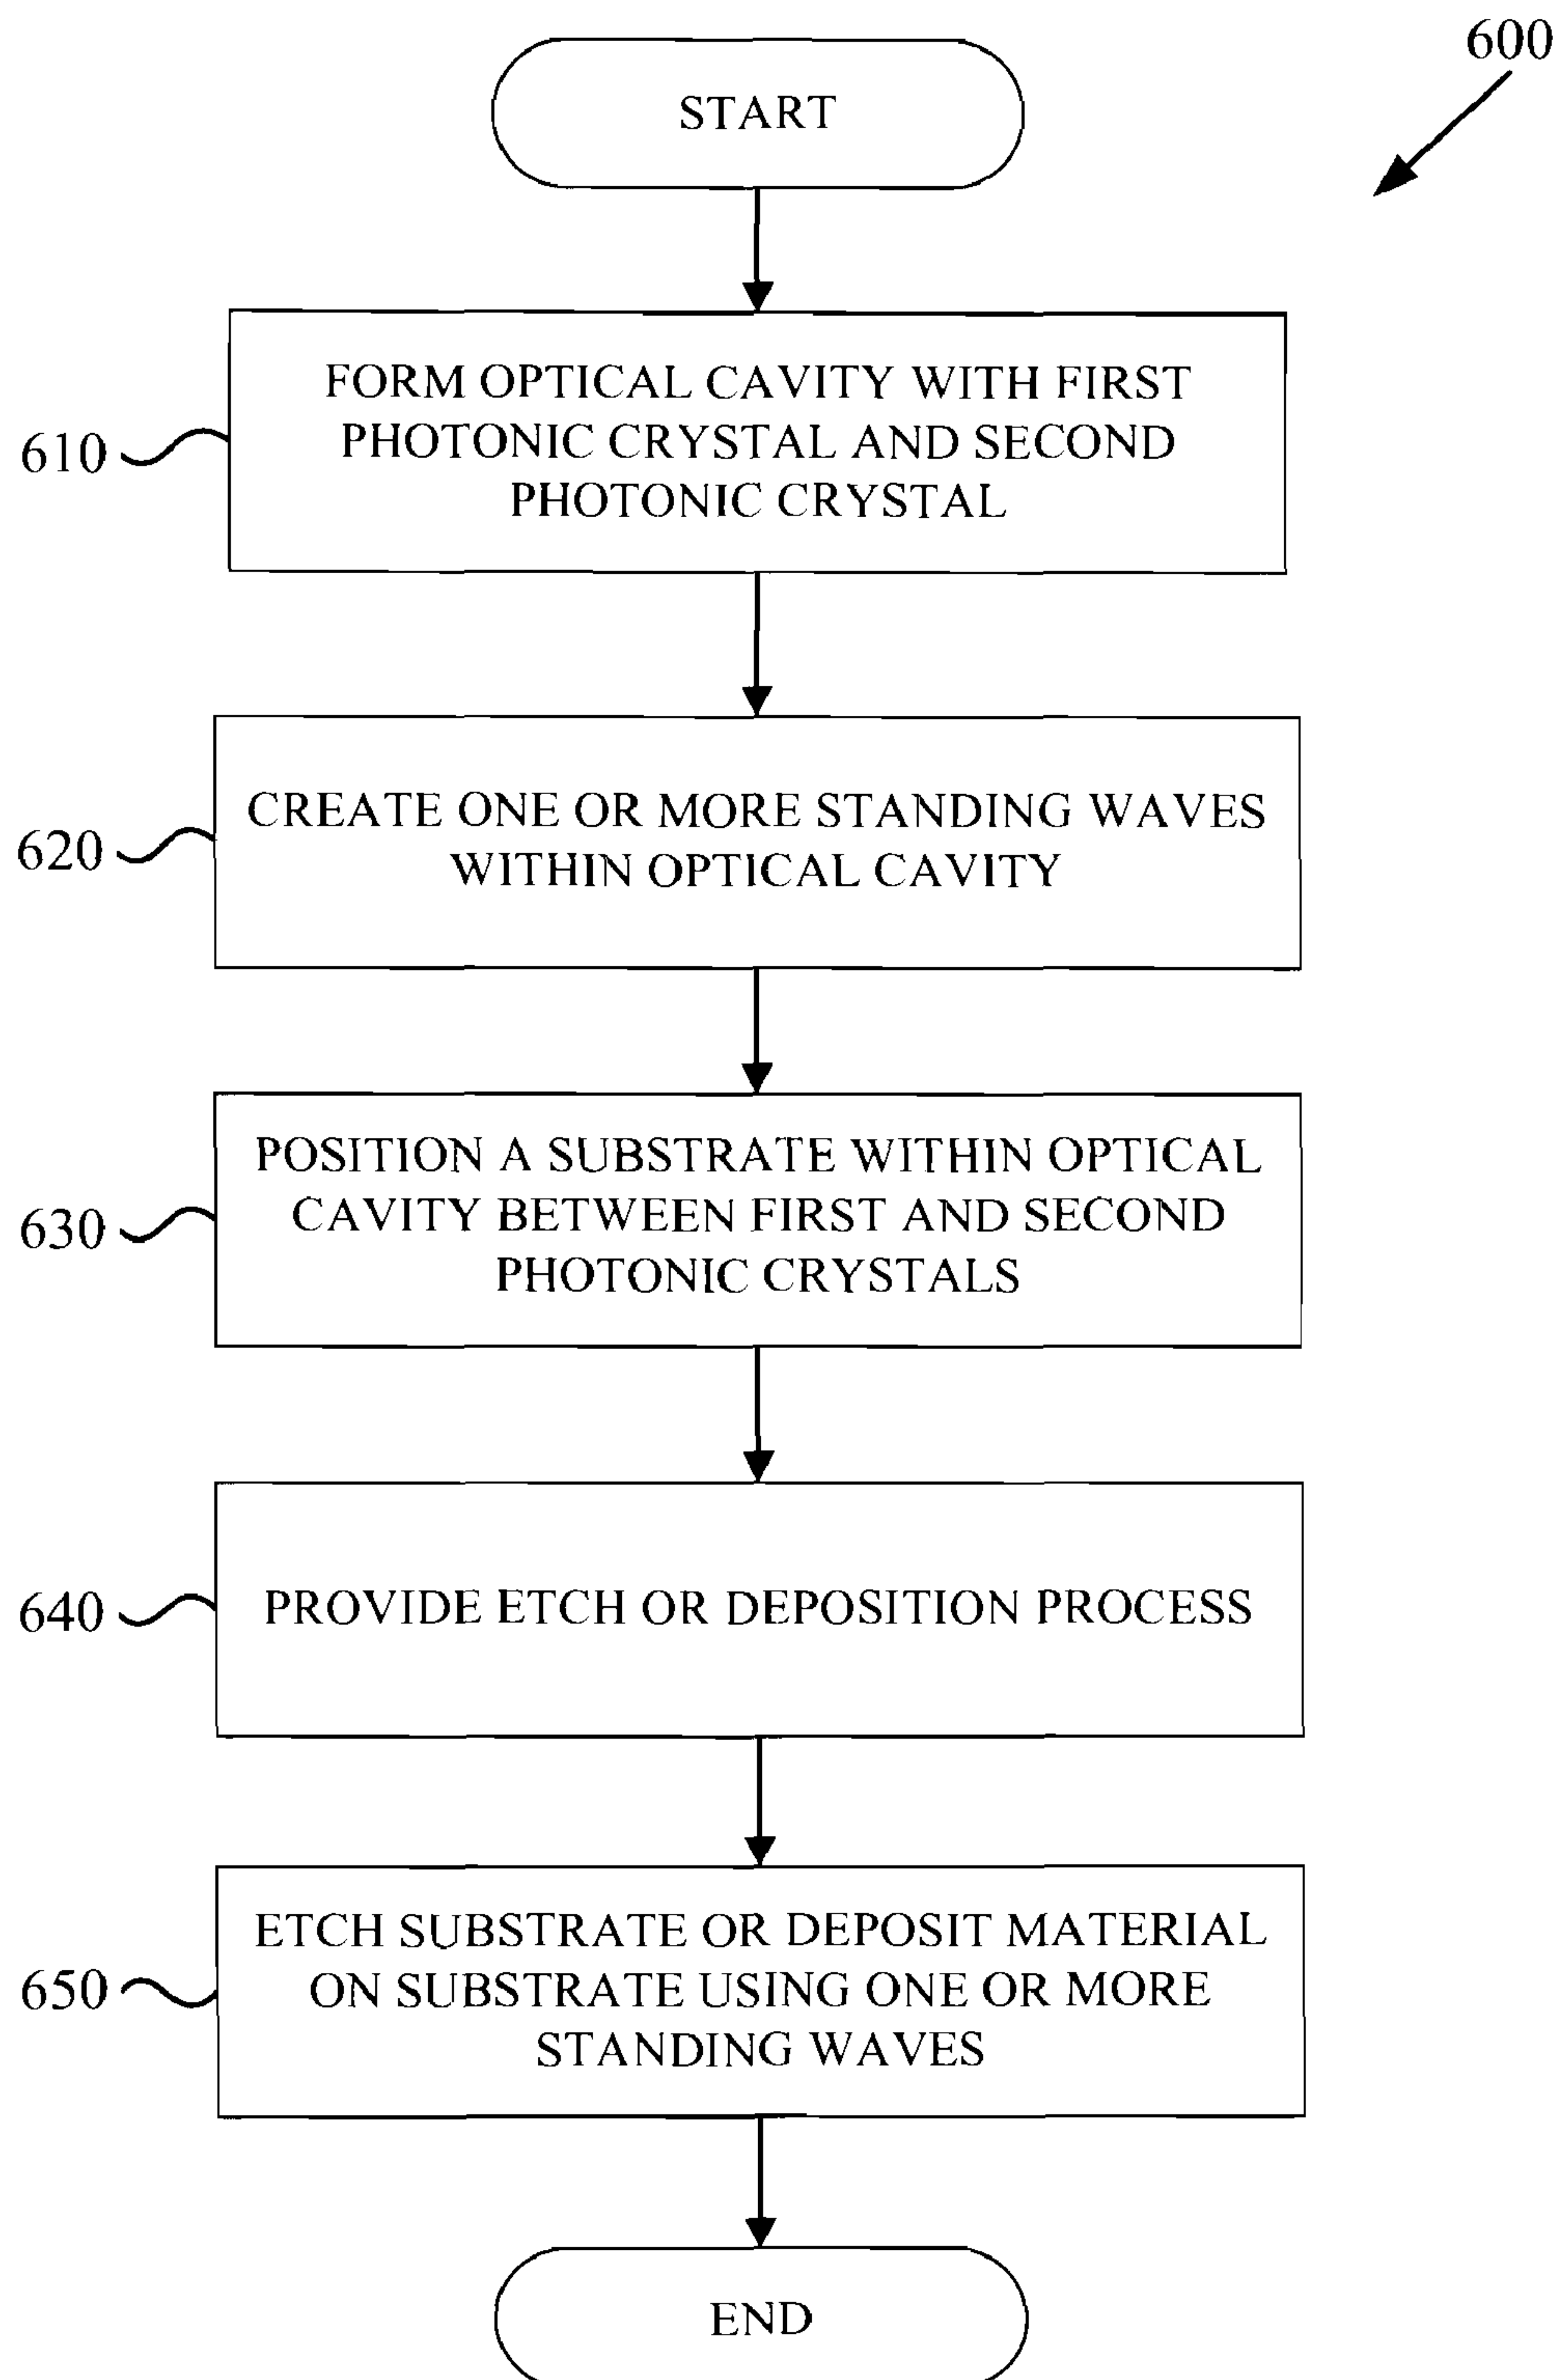 600
START
610
FORM OPTICAL CAVITY WITH FIRST
PHOTONIC CRYSTAL AND SECOND
PHOTONIC CRYSTAL
620
CREATE ONE OR MORE STANDING WAVES
WITHIN OPTICAL CAVITY
630
POSITION A SUBSTRATE WITHIN OPTICAL
CAVITY BETWEEN FIRST AND SECOND
PHOTONIC CRYSTALS
640
PROVIDE ETCH OR DEPOSITION PROCESS
650
ETCH SUBSTRATE OR DEPOSIT MATERIAL
ON SUBSTRATE USING ONE OR MORE
STANDING WAVES
END